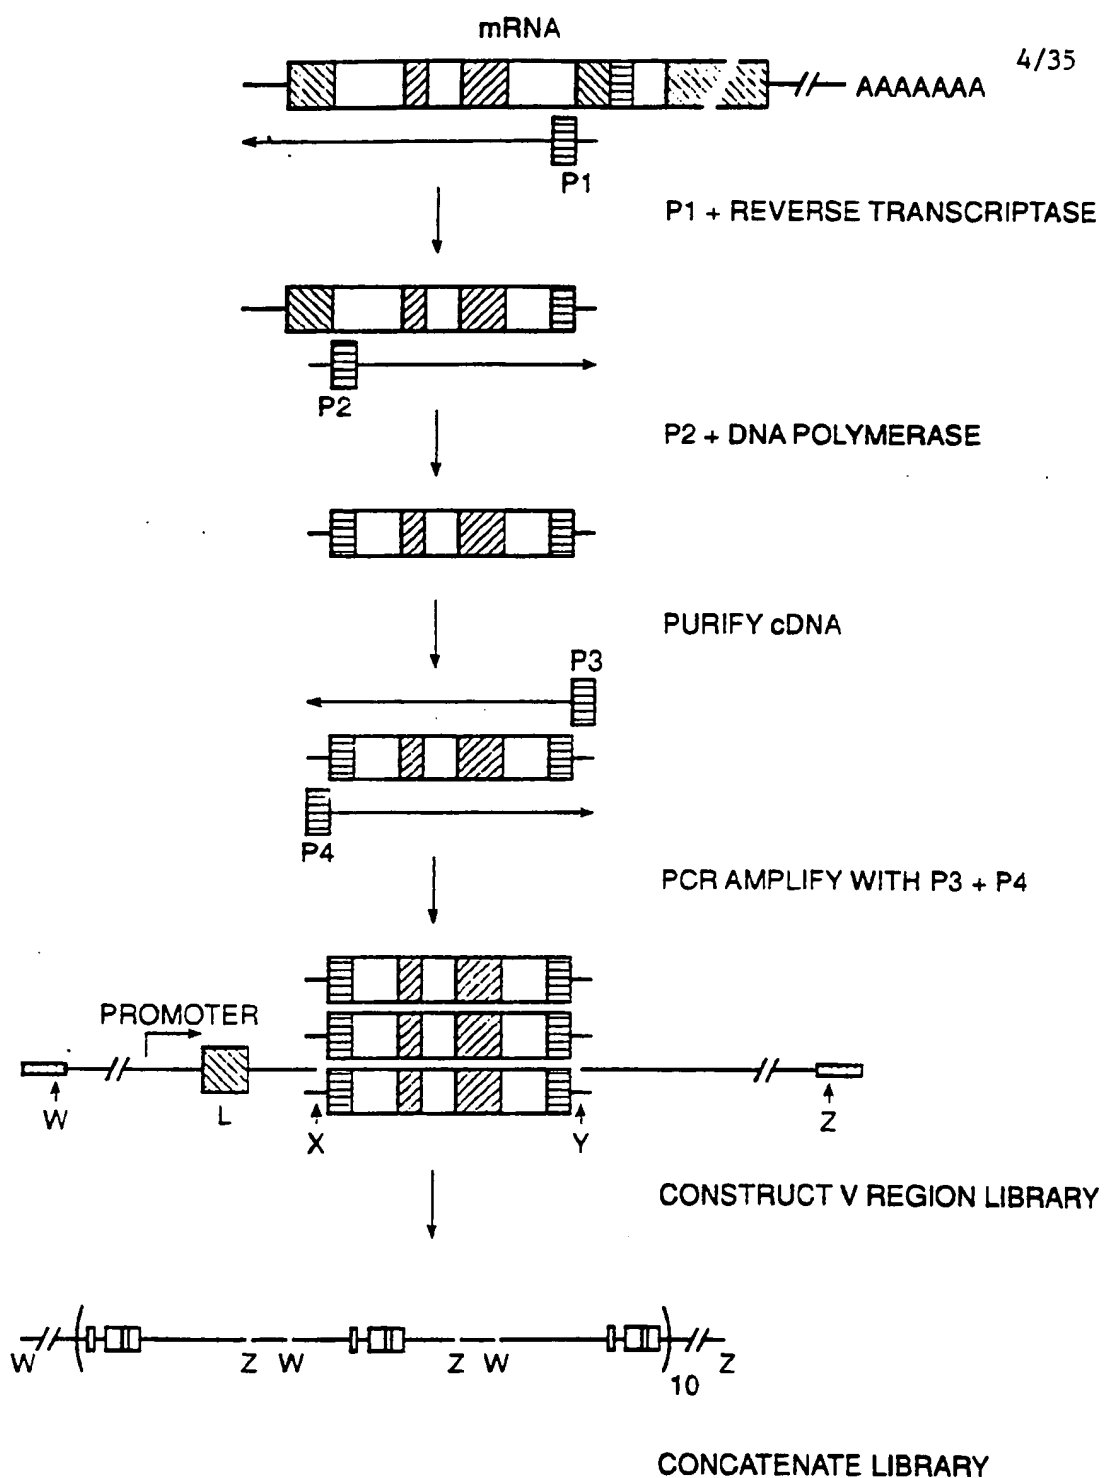 mRNA
4/35
AAAAAAA
P1
P1 + REVERSE TRANSCRIPTASE
P2
P2 + DNA POLYMERASE
PURIFY cDNA
P3
P4
PCR AMPLIFY WITH P3 + P4
PROMOTER
W
L
X
Y
Z
CONSTRUCT V REGION LIBRARY
W
Z W
Z W
10
Z
CONCATENATE LIBRARY